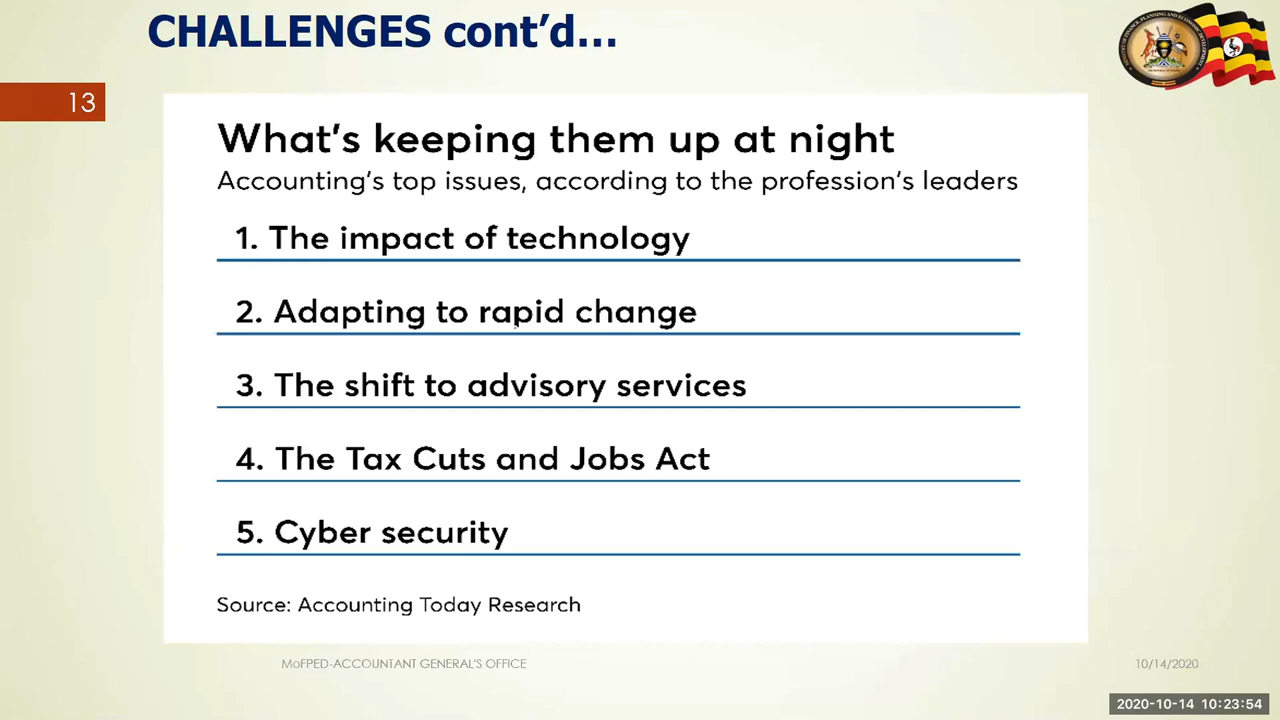 CHALLENGES cont’d…
13
What's keeping them up at night
Accounting's top issues, according to the profession's leaders
1. The impact of technology
2. Adapting to rapid change
3. The shift to advisory services
4. The Tax Cuts and Jobs Act
5. Cyber security
Source: Accounting Today Research
MoFPED-ACCOUNTANT GENERAL'S OFFICE
10/14/2020
2020-10-14 10:23:54